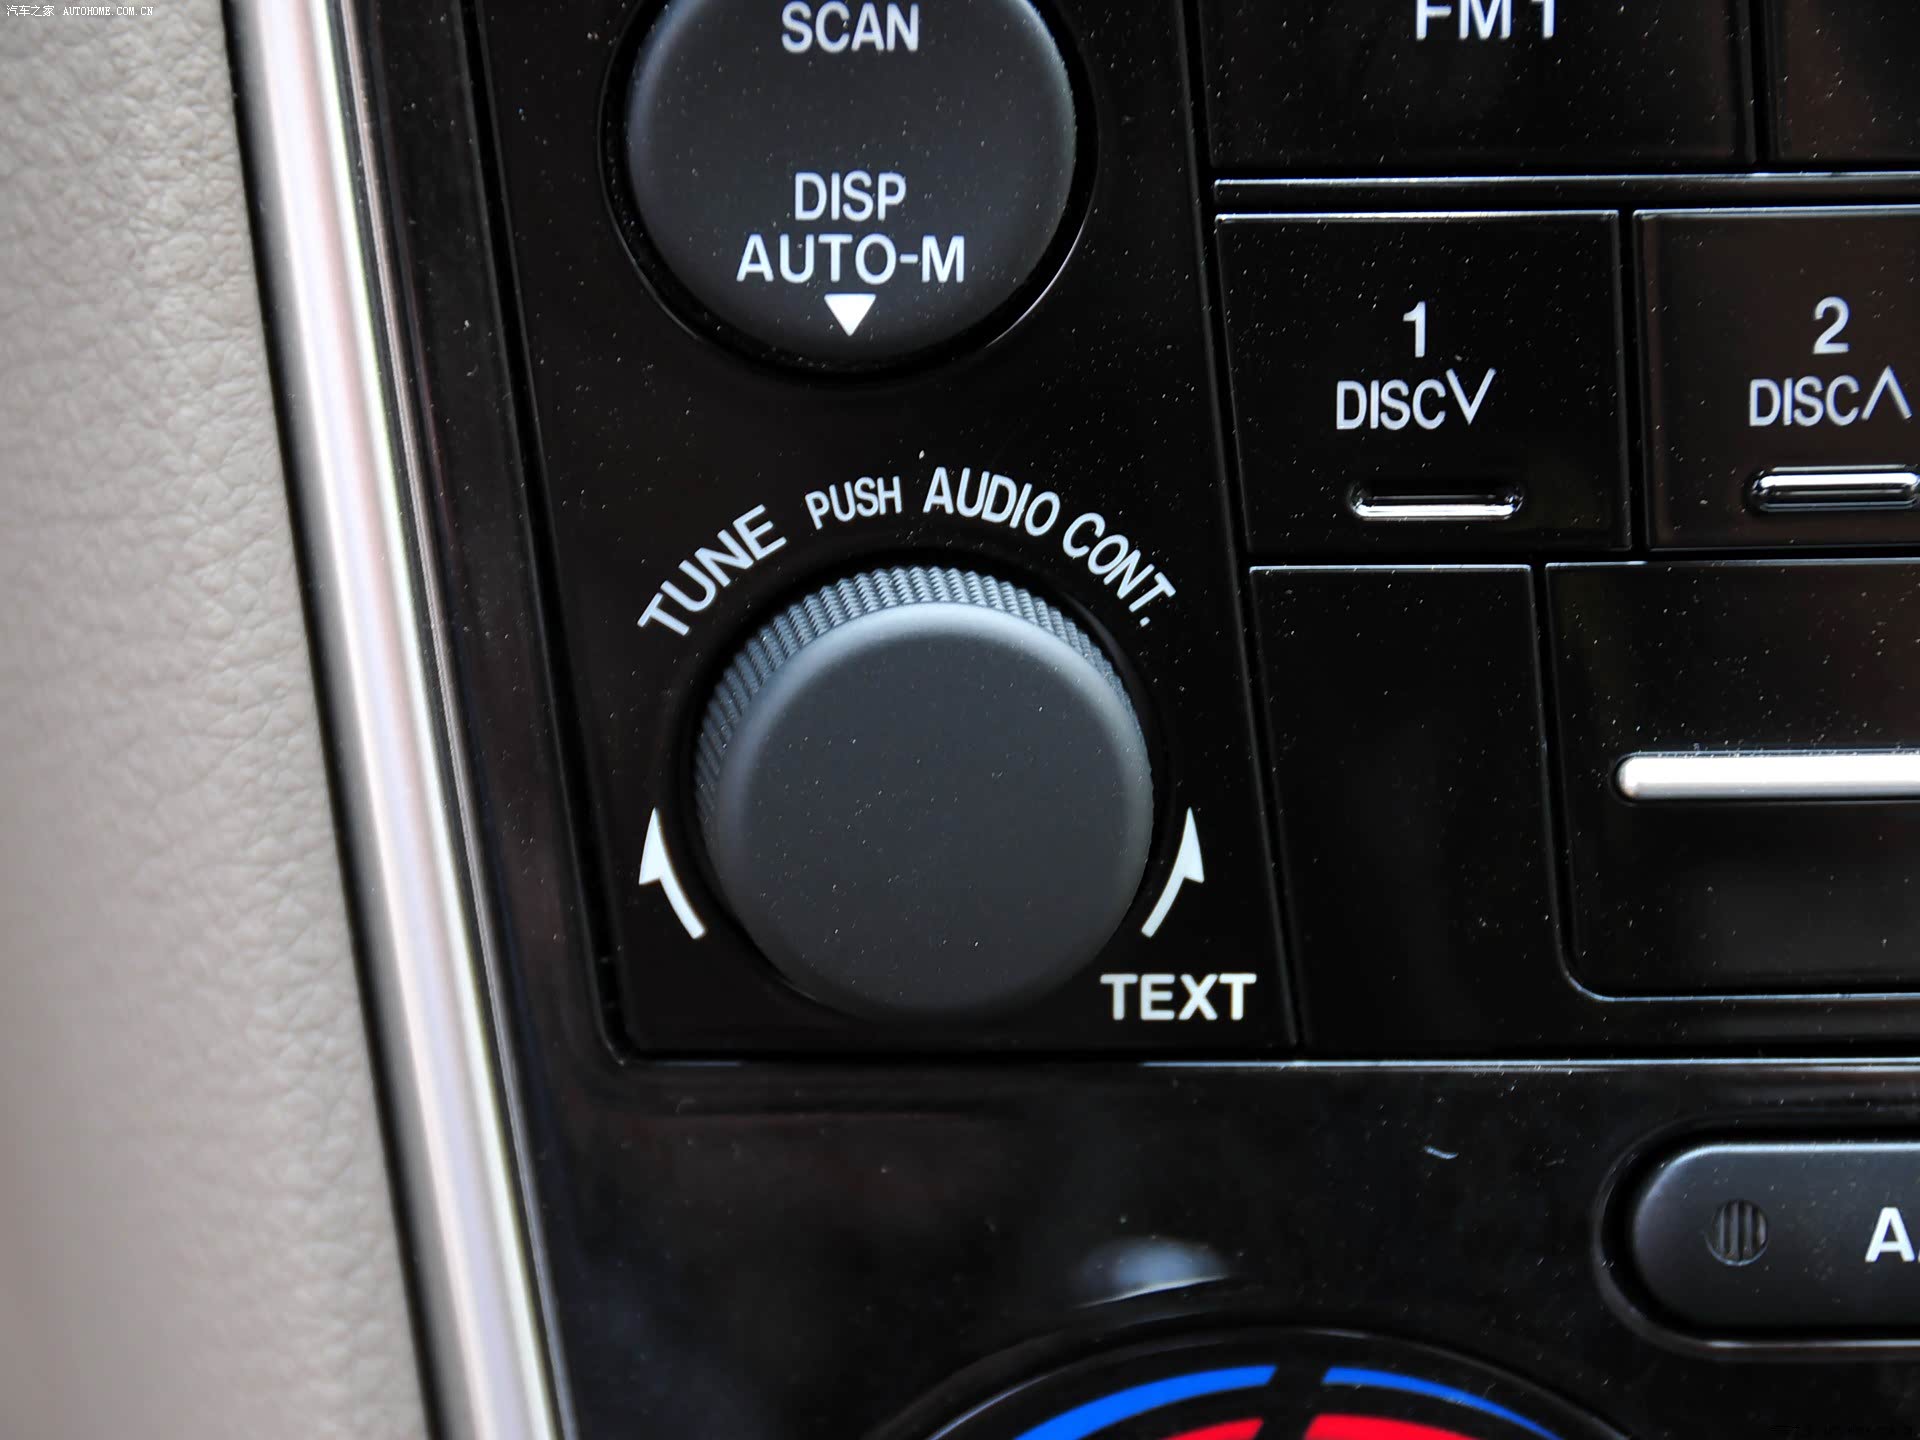 汽车之家 AUTOHOME.COM.CN
SCAN
FM1
DISP
AUTO-M
1
DISC
2
DISC
TUNE PUSH AUDIO CONT.
TEXT